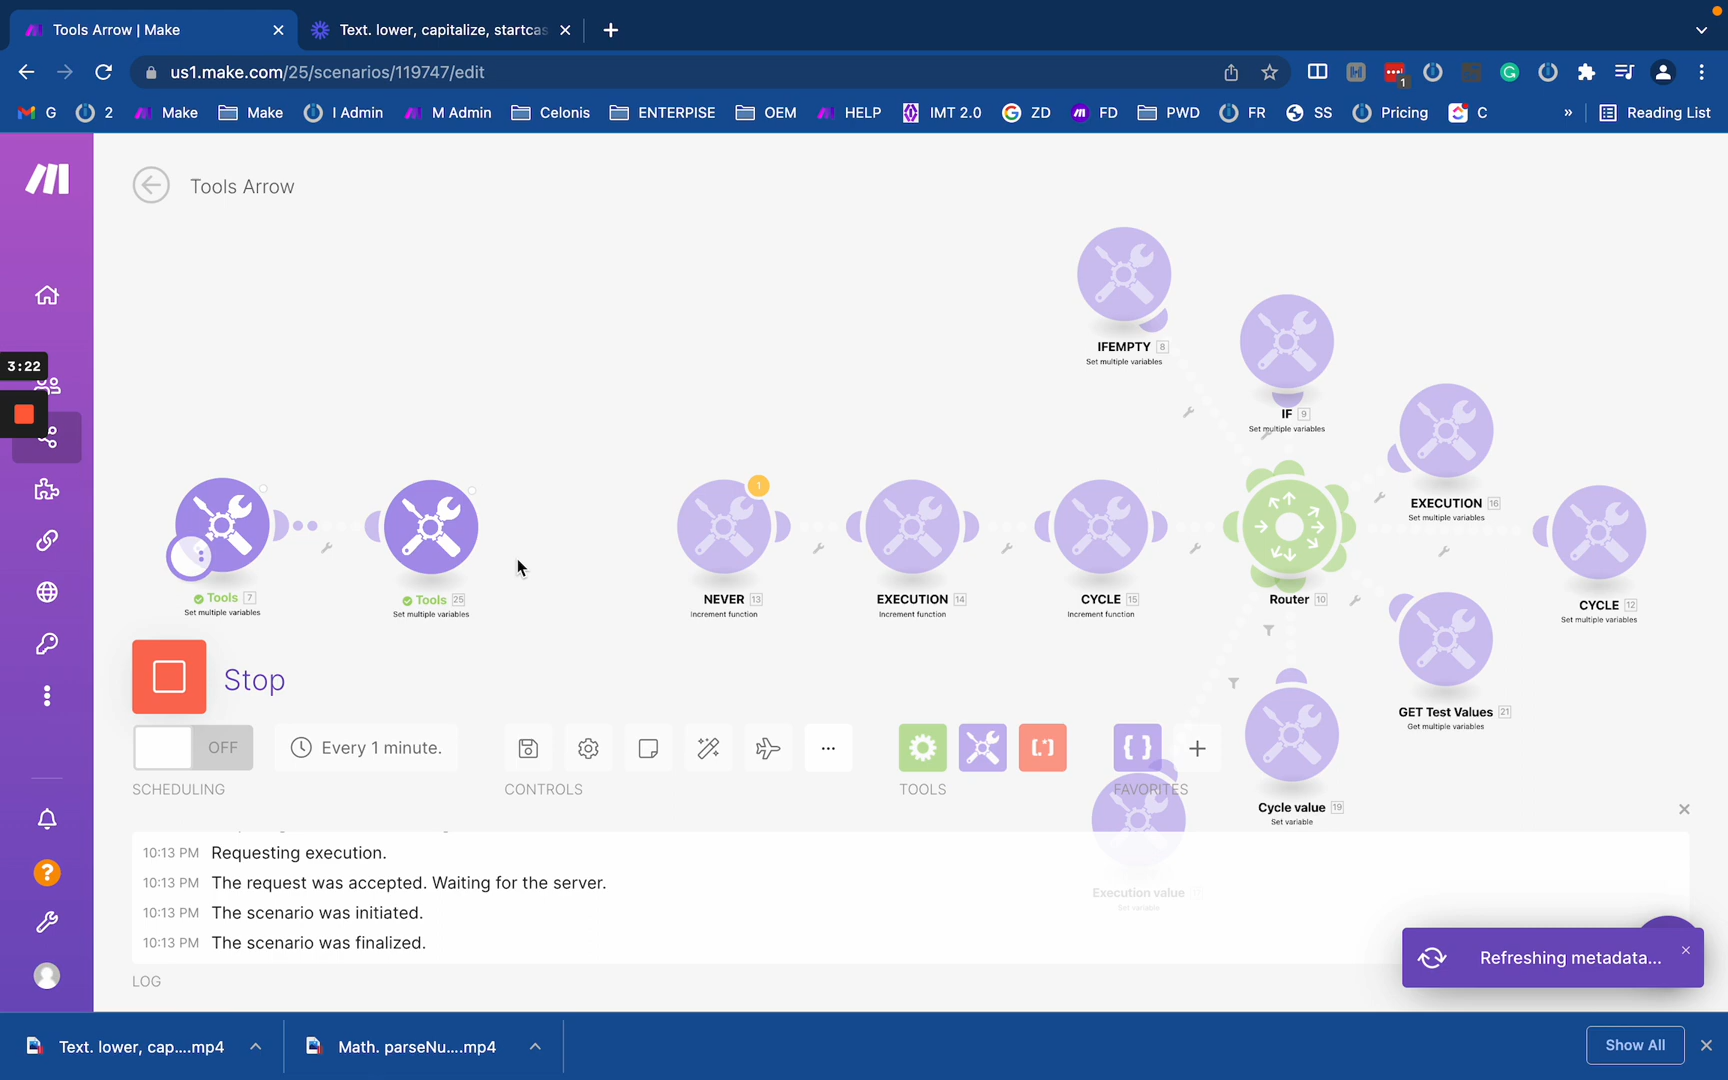 Tools Arrow | Make
Text. lower, capitalize, startcas
us1.make.com/25/scenarios/119747/edit
1
G
2
Make
Make
I Admin
M Admin
Celonis
ENTERPRISE
OEM
HELP
IMT 2.0
ZD
FD
PWD
FR
SS
Pricing
C
»
Reading List
Tools Arrow
3:22
IFEMPTY 8
Set multiple variables
IF 9
Set multiple variables
EXECUTION 16
Set multiple variables
1
Tools 7
Set multiple variables
Tools 25
Set multiple variables
NEVER 13
Increment function
EXECUTION 14
Increment function
CYCLE 15
Increment function
Router 10
CYCLE 12
Set multiple variables
GET Test Values 21
Get multiple variables
Stop
OFF
Every 1 minute.
SCHEDULING
CONTROLS
TOOLS
FAVORITES
Cycle value 19
Set variable
Execution value
Set variable
10:13 PM Requesting execution.
10:13 PM The request was accepted. Waiting for the server.
10:13 PM The scenario was initiated.
10:13 PM The scenario was finalized.
LOG
Refreshing metadata...
Text. lower, cap....mp4
Math. parseNu....mp4
Show All